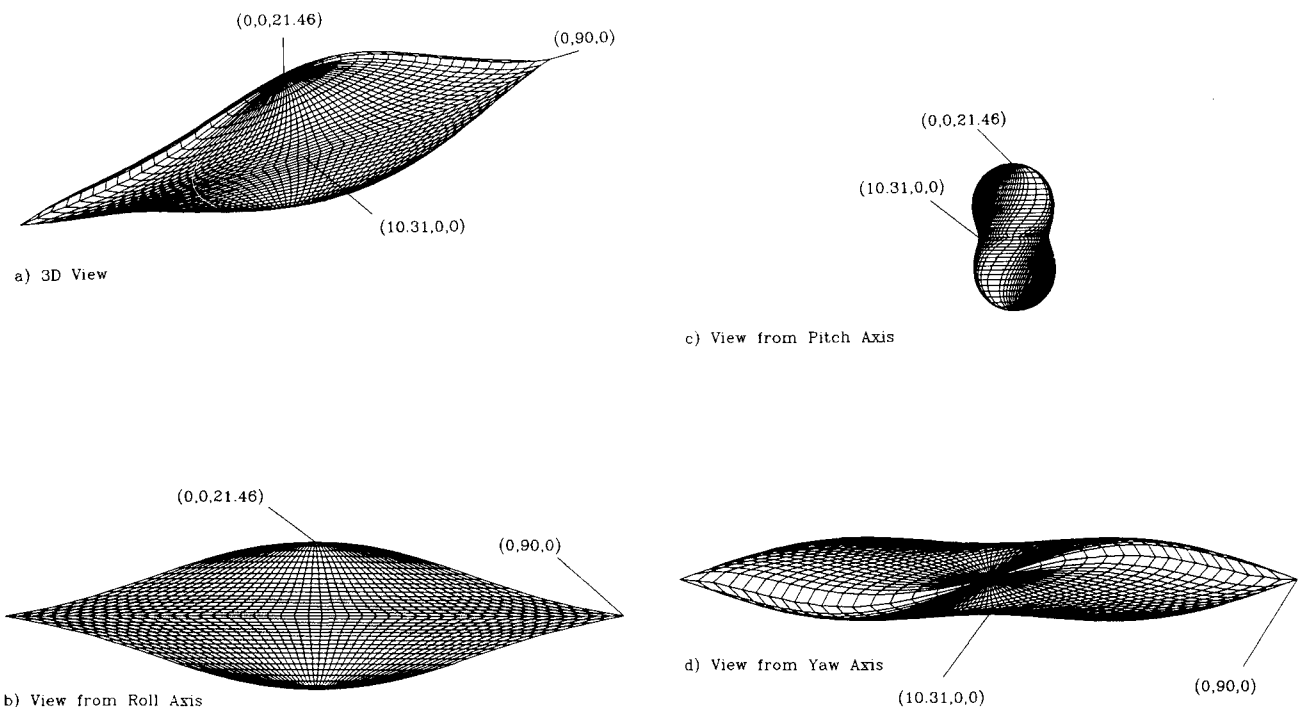 (0,0,21.46)
(0,90,0)
(10.31,0,0)
a) 3D View
(0,0,21.46)
(10.31,0,0)
c) View from Pitch Axis
(0,0,21.46)
(0,90,0)
b) View from Roll Axis
d) View from Yaw Axis
(10.31,0,0)
(0,90,0)